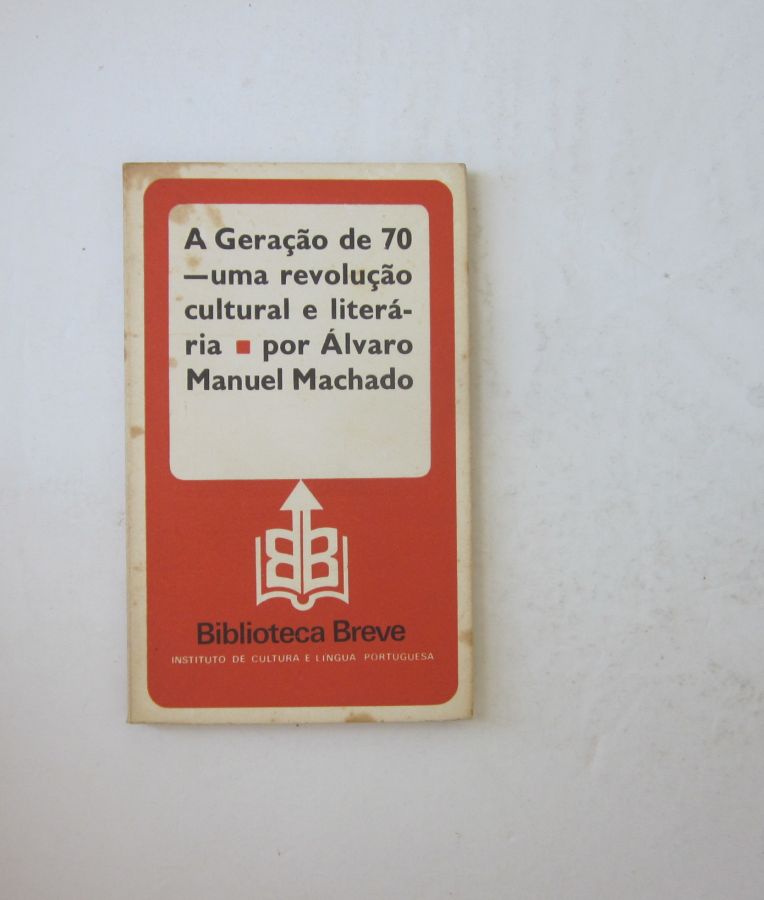 A Geração de 70
—uma revolução
cultural e literá-
ria ■ por Álvaro
Manuel Machado
BB
Biblioteca Breve
INSTITUTO DE CULTURA E LÍNGUA PORTUGUESA